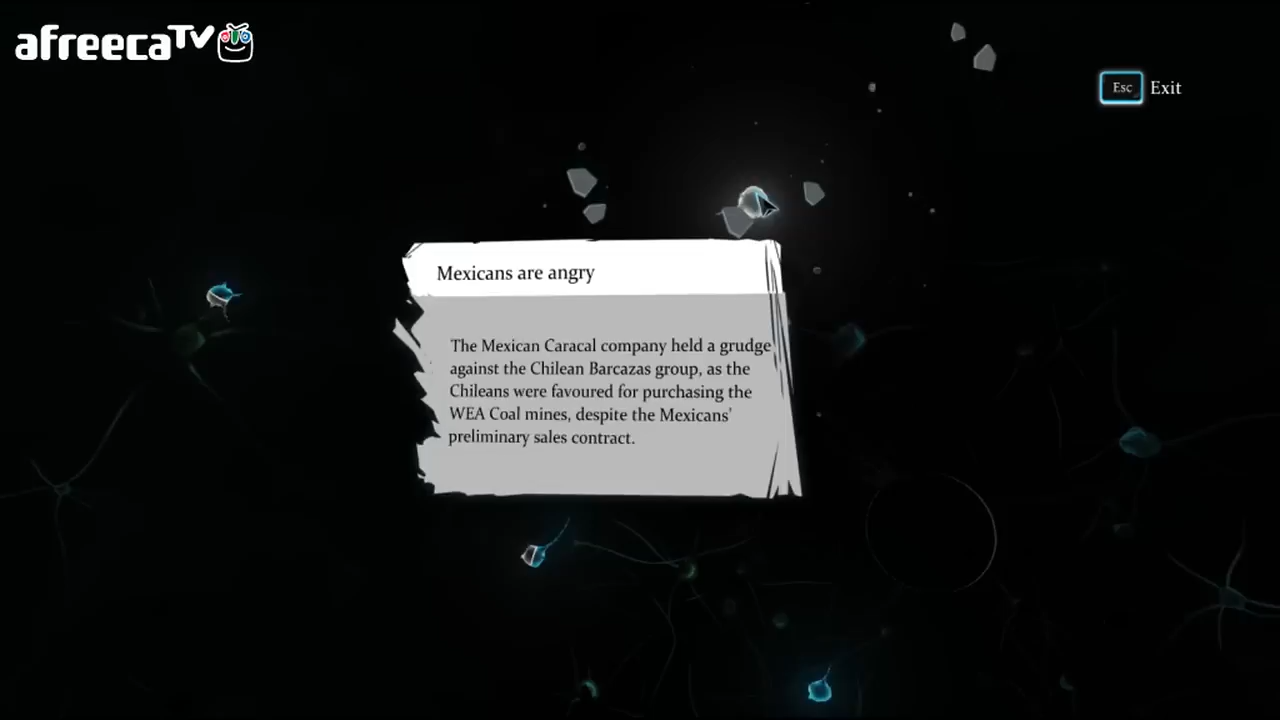 afreecaTV
Esc Exit
Mexicans are angry
The Mexican Caracal company held a grudge
against the Chilean Barcazas group, as the
Chileans were favoured for purchasing the
WEA Coal mines, despite the Mexicans'
preliminary sales contract.